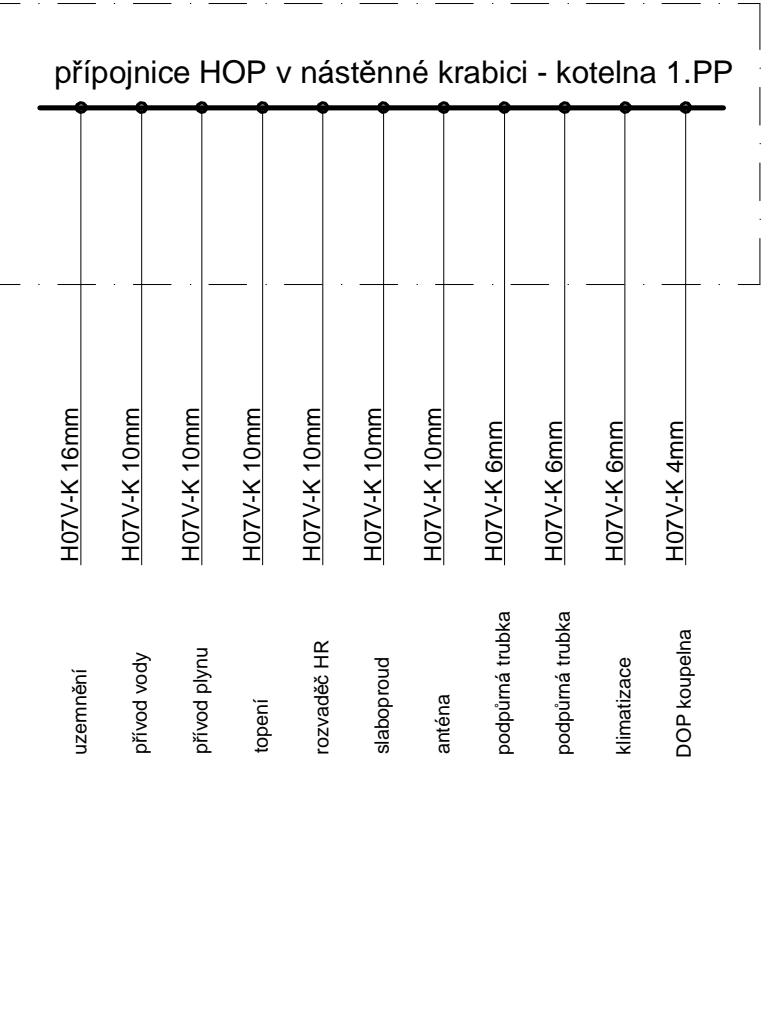 přípojnice HOP v nástěnné krabici - kotelna 1.PP
H07V-K 16mm
H07V-K 10mm
H07V-K 10mm
H07V-K 10mm
H07V-K 10mm
H07V-K 10mm
H07V-K 10mm
H07V-K 6mm
H07V-K 6mm
H07V-K 6mm
H07V-K 4mm
uzemnění
přívod vody
přívod plynu
topení
rozvaděč HR
slaboproud
anténa
podpůrná trubka
podpůrná trubka
klimatizace
DOP koupelna